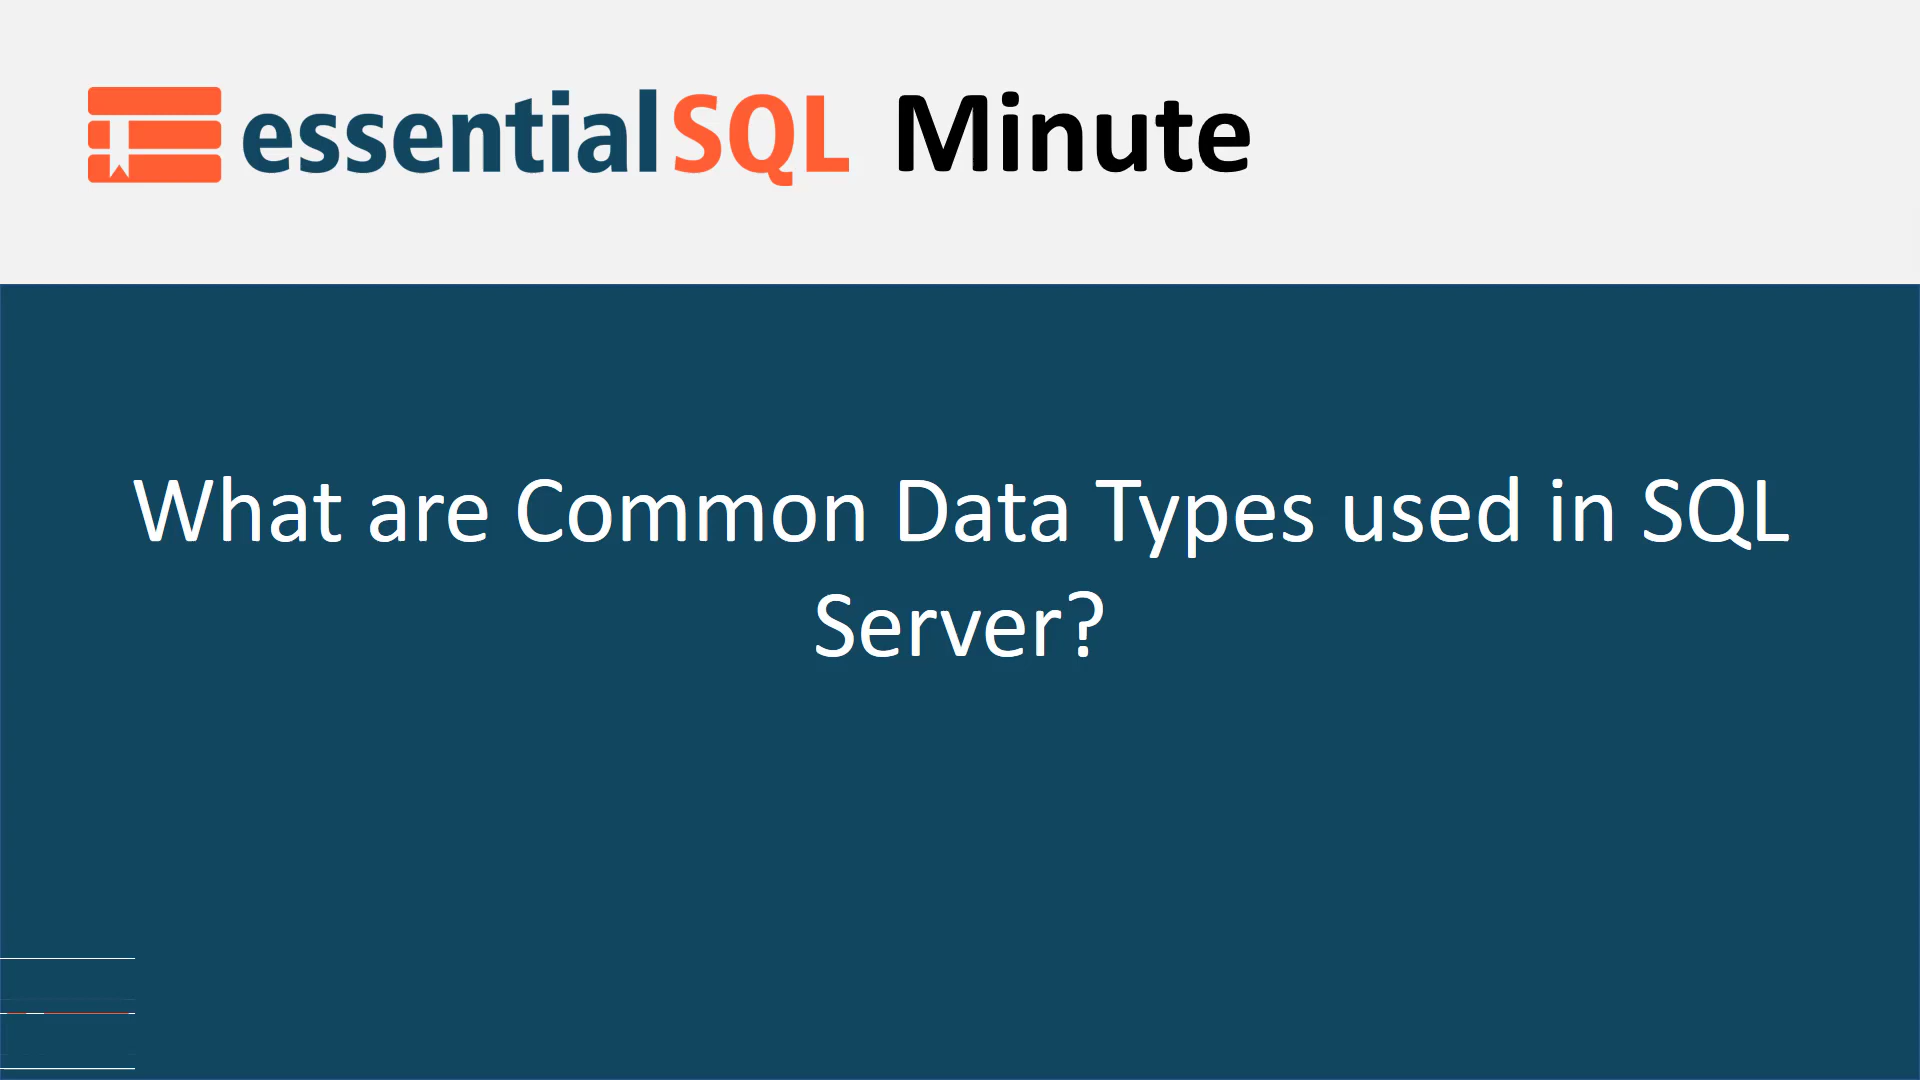 essentialSQL Minute
What are Common Data Types used in SQL
Server?